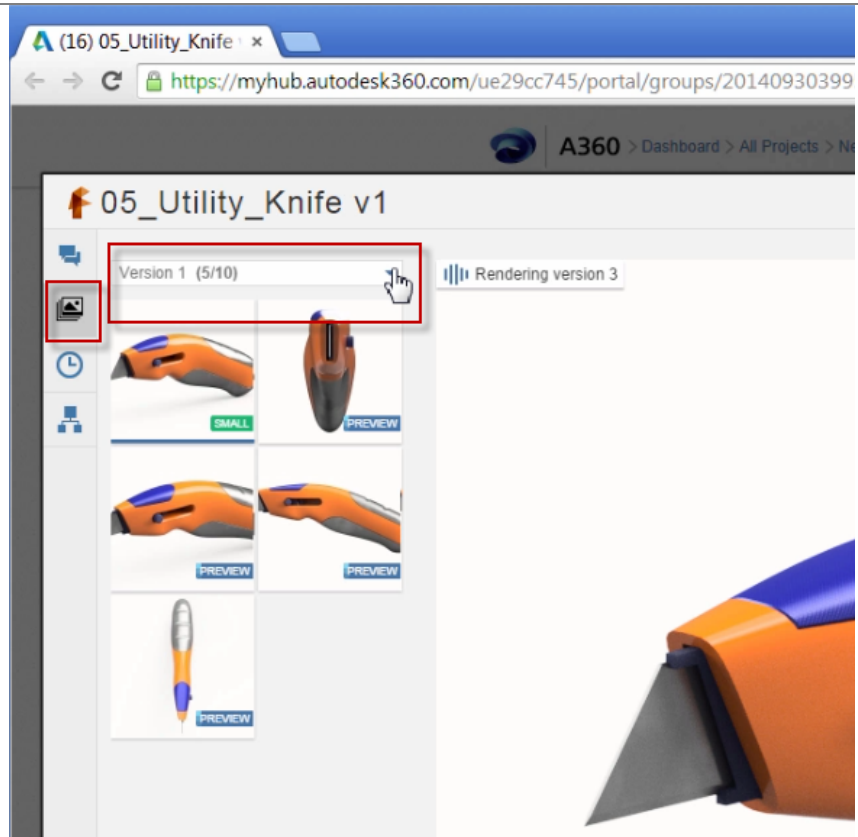 (16) 05_Utility_Knife
https://myhub.autodesk360.com/ue29cc745/portal/groups/20140930399
A360 > Dashboard > All Projects > Ne
05_Utility_Knife v1
Version 1 (5/10)
Rendering version 3
SMALL
PREVIEW
PREVIEW
PREVIEW
PREVIEW